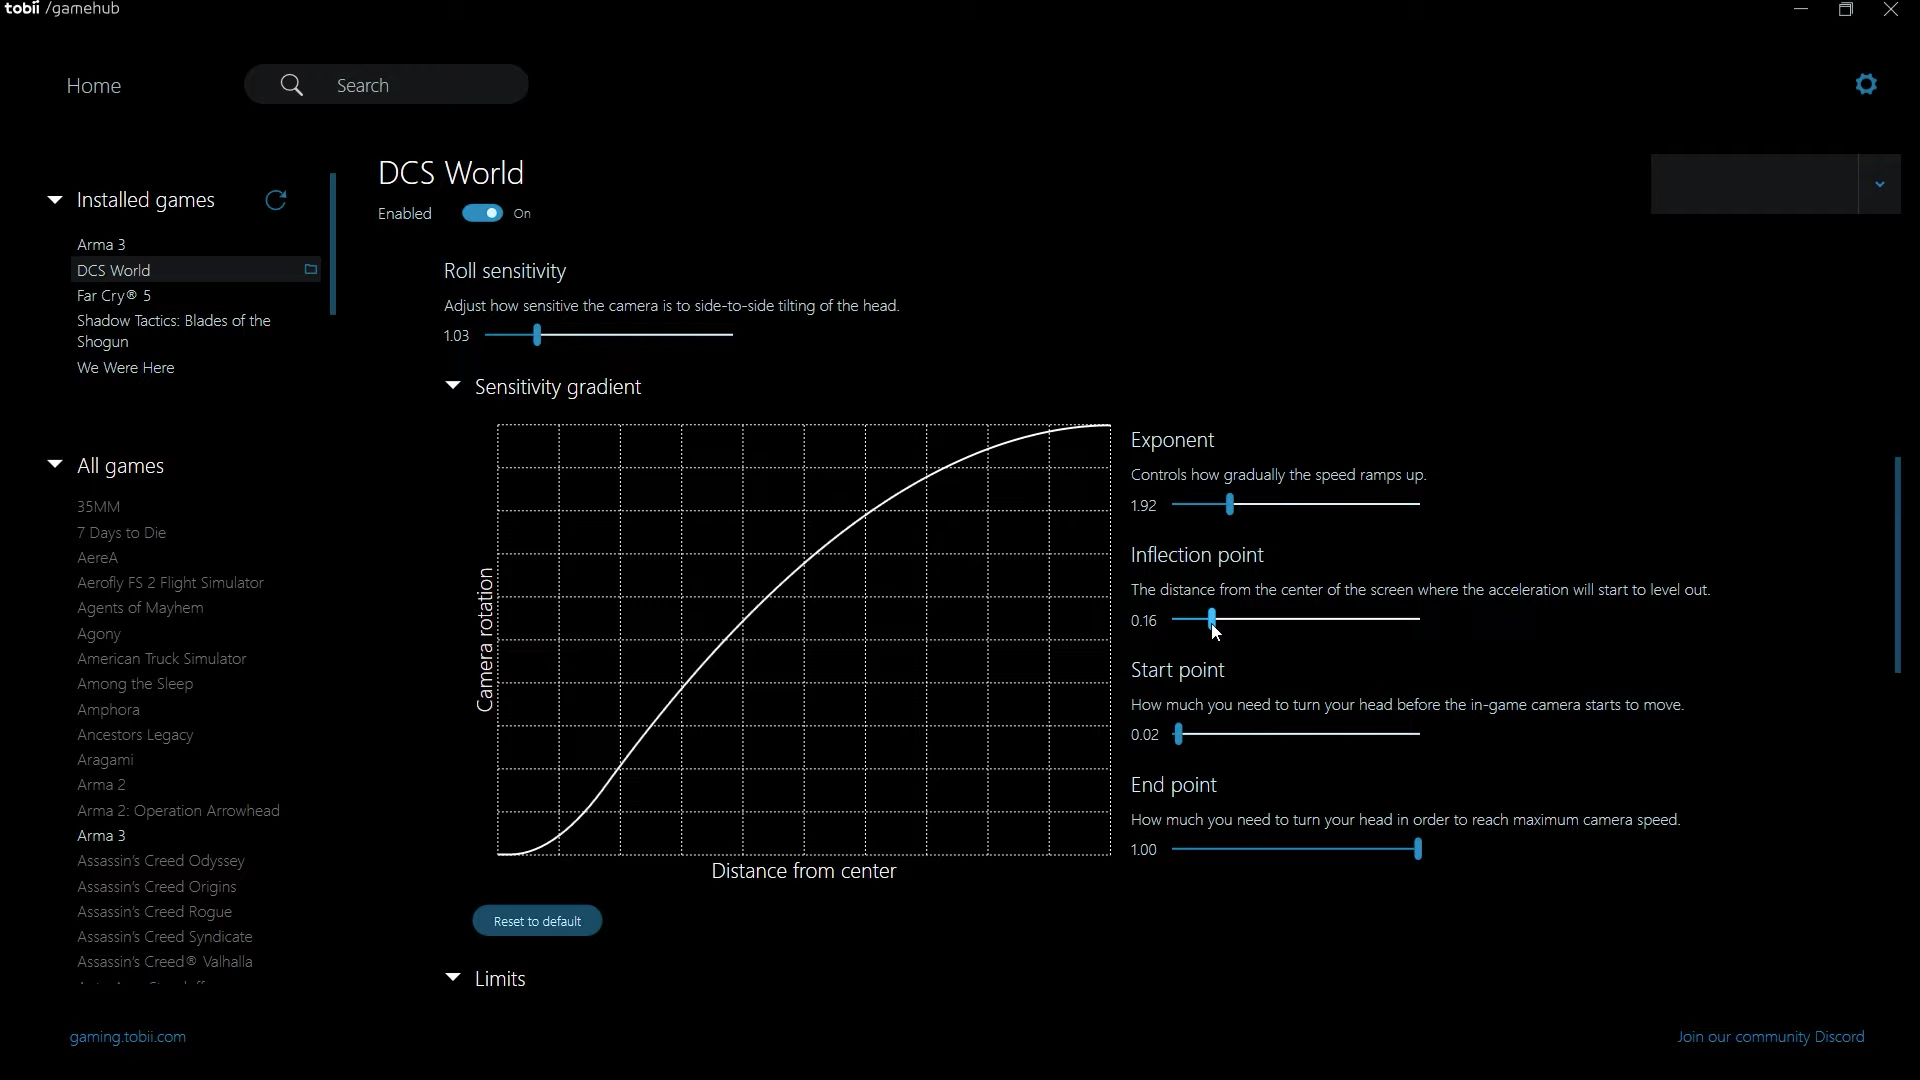 tobii /gamehub
Home
Search
Installed games
Arma 3
DCS World
Far Cry® 5
Shadow Tactics: Blades of the
Shogun
We Were Here
All games
35MM
7 Days to Die
AereA
Aerofly FS 2 Flight Simulator
Agents of Mayhem
Agony
American Truck Simulator
Among the Sleep
Amphora
Ancestors Legacy
Aragami
Arma 2
Arma 2: Operation Arrowhead
Arma 3
Assassin's Creed Odyssey
Assassin's Creed Origins
Assassin's Creed Rogue
Assassin's Creed Syndicate
Assassin's Creed® Valhalla
gaming.tobii.com
DCS World
Enabled On
Roll sensitivity
Adjust how sensitive the camera is to side-to-side tilting of the head.
1.03
Sensitivity gradient
Camera rotation
Distance from center
Exponent
Controls how gradually the speed ramps up.
1.92
Inflection point
The distance from the center of the screen where the acceleration will start to level out.
0.16
Start point
How much you need to turn your head before the in-game camera starts to move.
0.02
End point
How much you need to turn your head in order to reach maximum camera speed.
1.00
Reset to default
Limits
Join our community Discord